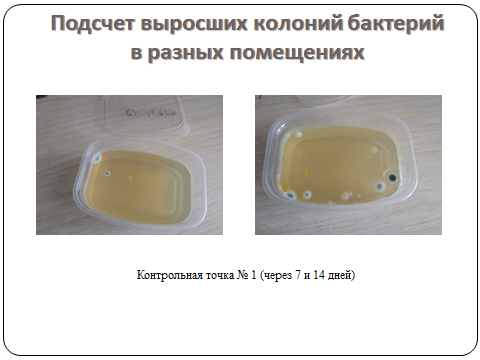 Подсчет выросших колоний бактерий
в разных помещениях
Контрольная точка № 1 (через 7 и 14 дней)